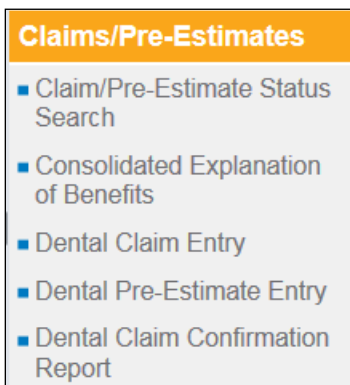 Claims/Pre-Estimates
Claim/Pre-Estimate Status
Search
Consolidated Explanation
of Benefits
Dental Claim Entry
Dental Pre-Estimate Entry
Dental Claim Confirmation
Report